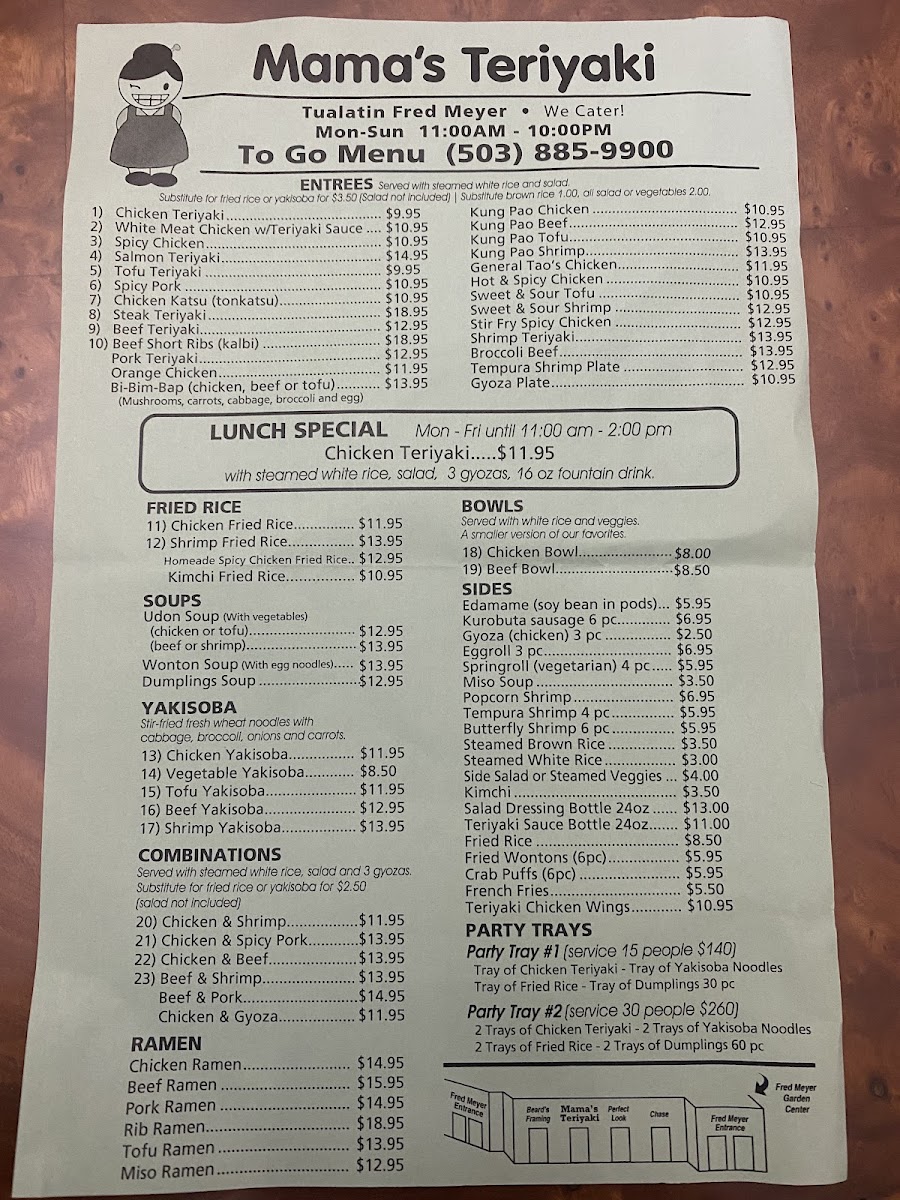 Mama's Teriyaki
Tualatin Fred Meyer • We Cater!
Mon-Sun 11:00AM - 10:00PM
To Go Menu (503) 885-9900
ENTREES Served with steamed white rice and salad.
Substitute for fried rice or yakisoba for $3.50 (Salad not included) | Substitute brown rice 1.00, all salad or vegetables 2.00.
1) Chicken Teriyaki.................... $9.95
2) White Meat Chicken w/Teriyaki Sauce .... $10.95
3) Spicy Chicken.................... $10.95
4) Salmon Teriyaki.................... $14.95
5) Tofu Teriyaki .................... $9.95
6) Spicy Pork .................... $10.95
7) Chicken Katsu (tonkatsu).................... $10.95
8) Steak Teriyaki.................... $18.95
9) Beef Teriyaki.................... $12.95
10) Beef Short Ribs (kalbi) .................... $18.95
Pork Teriyaki.................... $12.95
Orange Chicken.................... $11.95
Bi-Bim-Bap (chicken, beef or tofu).......... $13.95
(Mushrooms, carrots, cabbage, broccoli and egg)
Kung Pao Chicken .................... $10.95
Kung Pao Beef.................... $12.95
Kung Pao Tofu.................... $10.95
Kung Pao Shrimp.................... $13.95
General Tao's Chicken.................... $11.95
Hot & Spicy Chicken .................... $10.95
Sweet & Sour Tofu .................... $10.95
Sweet & Sour Shrimp .................... $12.95
Stir Fry Spicy Chicken .................... $12.95
Shrimp Teriyaki.................... $13.95
Broccoli Beef.................... $13.95
Tempura Shrimp Plate .................... $12.95
Gyoza Plate.................... $10.95
LUNCH SPECIAL Mon - Fri until 11:00 am - 2:00 pm
Chicken Teriyaki.....$11.95
with steamed white rice, salad, 3 gyozas, 16 oz fountain drink.
FRIED RICE
11) Chicken Fried Rice.............. $11.95
12) Shrimp Fried Rice............... $13.95
Homeade Spicy Chicken Fried Rice.. $12.95
Kimchi Fried Rice................ $10.95
SOUPS
Udon Soup (With vegetables)
(chicken or tofu)......................... $12.95
(beef or shrimp).......................... $13.95
Wonton Soup (With egg noodles)..... $13.95
Dumplings Soup .......................$12.95
YAKISOBA
Stir-fried fresh wheat noodles with
cabbage, broccoli, onions and carrots.
13) Chicken Yakisoba............... $11.95
14) Vegetable Yakisoba........... $8.50
15) Tofu Yakisoba.................... $11.95
16) Beef Yakisoba..................... $12.95
17) Shrimp Yakisoba................. $13.95
COMBINATIONS
Served with steamed white rice, salad and 3 gyozas.
Substitute for fried rice or yakisoba for $2.50
(salad not included)
20) Chicken & Shrimp................$11.95
21) Chicken & Spicy Pork...........$13.95
22) Chicken & Beef....................$13.95
23) Beef & Shrimp......................$13.95
Beef & Pork..........................$14.95
Chicken & Gyoza..................$11.95
RAMEN
Chicken Ramen......................... $14.95
Beef Ramen .............................. $15.95
Pork Ramen .............................. $14.95
Rib Ramen................................. $18.95
Tofu Ramen .............................. $13.95
Miso Ramen............................... $12.95
BOWLS
Served with white rice and veggies.
A smaller version of our favorites.
18) Chicken Bowl......................$8.00
19) Beef Bowl...........................$8.50
SIDES
Edamame (soy bean in pods)... $5.95
Kurobuta sausage 6 pc............ $6.95
Gyoza (chicken) 3 pc ............... $2.50
Eggroll 3 pc.............................. $6.95
Springroll (vegetarian) 4 pc..... $5.95
Miso Soup ................................ $3.50
Popcorn Shrimp........................ $6.95
Tempura Shrimp 4 pc.............. $5.95
Butterfly Shrimp 6 pc .............. $5.95
Steamed Brown Rice ............... $3.50
Steamed White Rice................. $3.00
Side Salad or Steamed Veggies ... $4.00
Kimchi...................................... $3.50
Salad Dressing Bottle 24oz ...... $13.00
Teriyaki Sauce Bottle 24oz....... $11.00
Fried Rice ................................. $8.50
Fried Wontons (6pc)................ $5.95
Crab Puffs (6pc) ....................... $5.95
French Fries.............................. $5.50
Teriyaki Chicken Wings............ $10.95
PARTY TRAYS
Party Tray #1 (service 15 people $140)
Tray of Chicken Teriyaki - Tray of Yakisoba Noodles
Tray of Fried Rice - Tray of Dumplings 30 pc
Party Tray #2 (service 30 people $260)
2 Trays of Chicken Teriyaki - 2 Trays of Yakisoba Noodles
2 Trays of Fried Rice - 2 Trays of Dumplings 60 pc
Fred Meyer
Entrance
Beard's
Framing
Mama's
Teriyaki
Perfect
Look
Chase
Fred Meyer
Entrance
Fred Meyer
Garden
Center